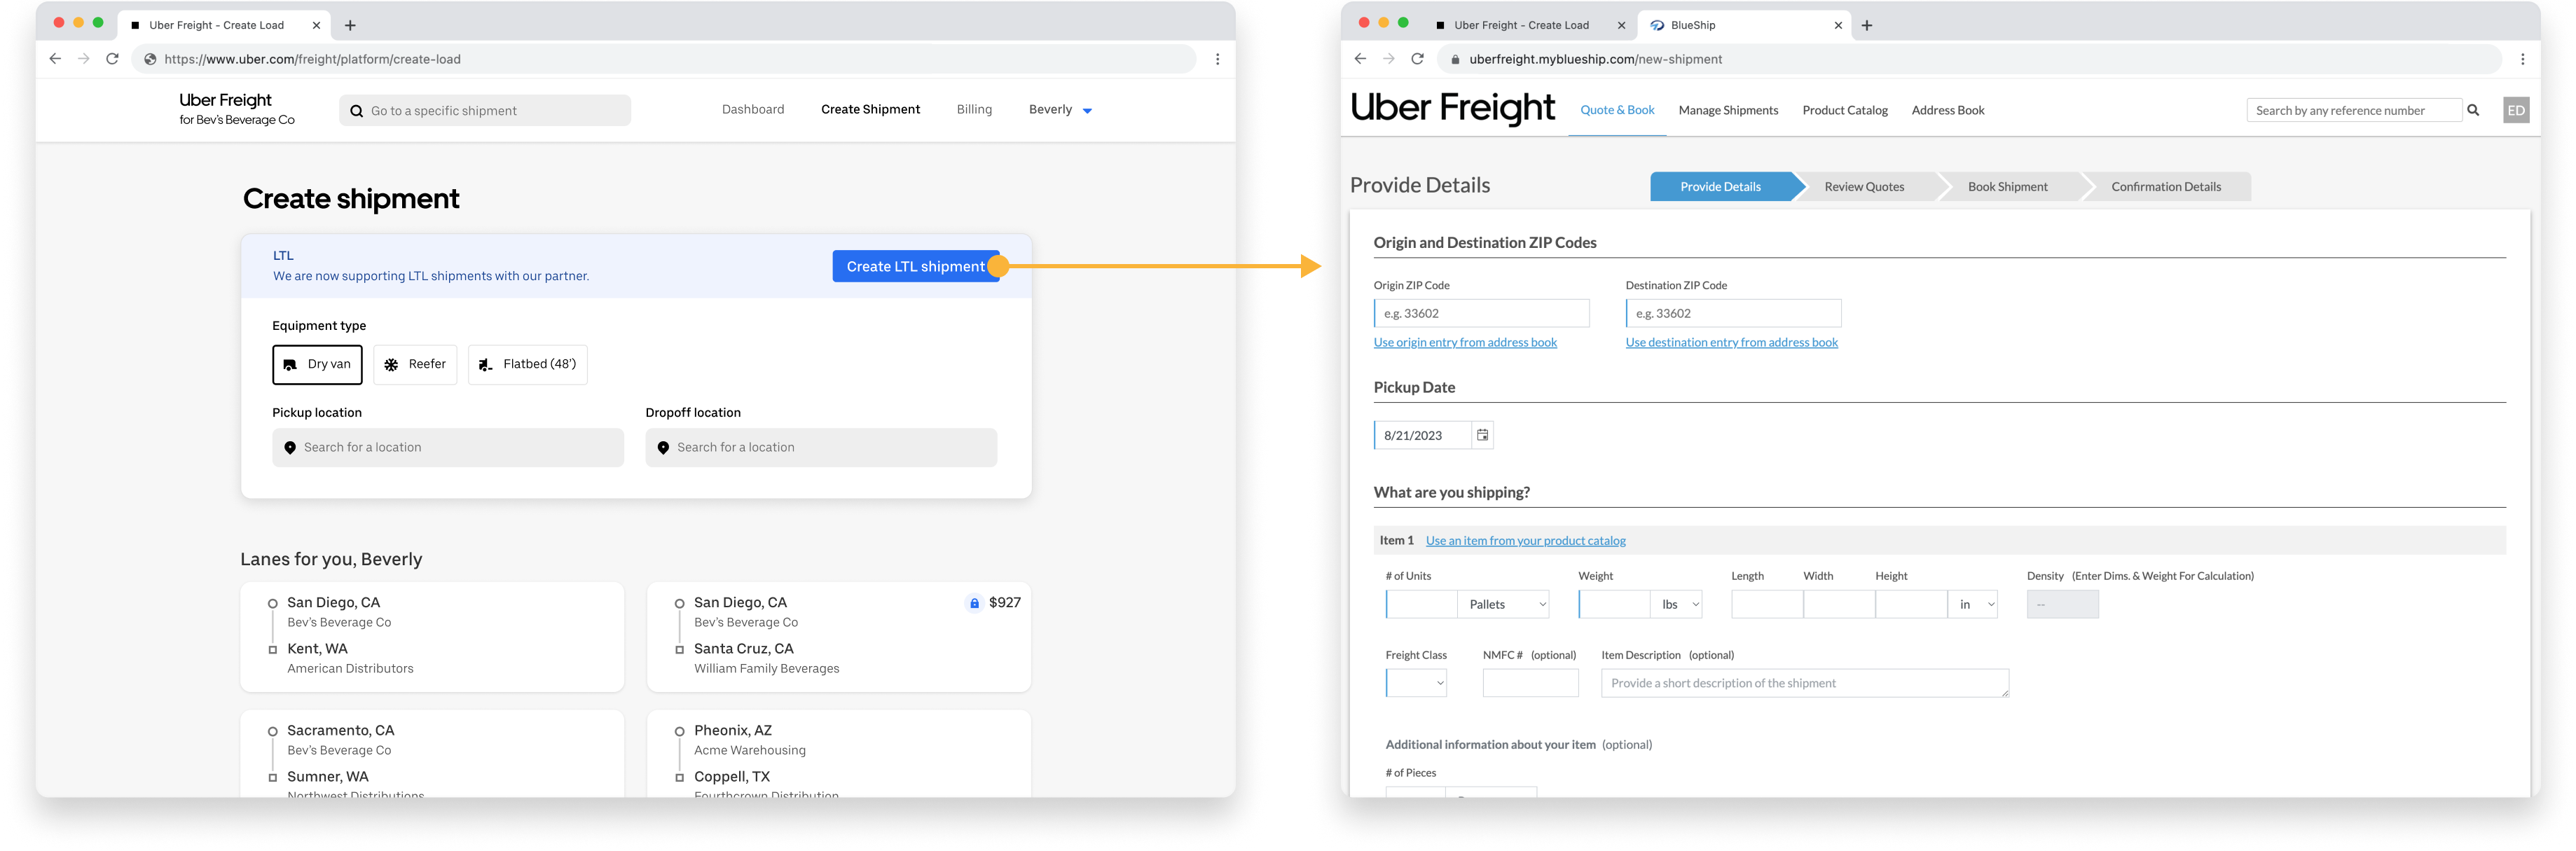 Uber Freight - Create Load
https://www.uber.com/freight/platform/create-load
Uber Freight
for Bev's Beverage Co
Go to a specific shipment
Dashboard
Create Shipment
Billing
Beverly
Create shipment
LTL
We are now supporting LTL shipments with our partner.
Create LTL shipment
Equipment type
Dry van
Reefer
Flatbed (48')
Pickup location
Dropoff location
Search for a location
Search for a location
Lanes for you, Beverly
San Diego, CA
Bev's Beverage Co
Kent, WA
American Distributors
San Diego, CA
$927
Bev's Beverage Co
Santa Cruz, CA
William Family Beverages
Sacramento, CA
Bev's Beverage Co
Sumner, WA
Northwest Distributions
Pheonix, AZ
Acme Warehousing
Coppell, TX
Fourthcrown Distribution
Uber Freight - Create Load
BlueShip
uberfreight.myblueship.com/new-shipment
Uber Freight
Quote & Book
Manage Shipments
Product Catalog
Address Book
Search by any reference number
ED
Provide Details
Provide Details
Review Quotes
Book Shipment
Confirmation Details
Origin and Destination ZIP Codes
Origin ZIP Code
Destination ZIP Code
e.g. 33602
e.g. 33602
Use origin entry from address book
Use destination entry from address book
Pickup Date
8/21/2023
What are you shipping?
Item 1 Use an item from your product catalog
# of Units
Weight
Length
Width
Height
Density (Enter Dims. & Weight For Calculation)
Pallets
lbs
in
--
Freight Class
NMFC # (optional)
Item Description (optional)
Provide a short description of the shipment
Additional information about your item (optional)
# of Pieces